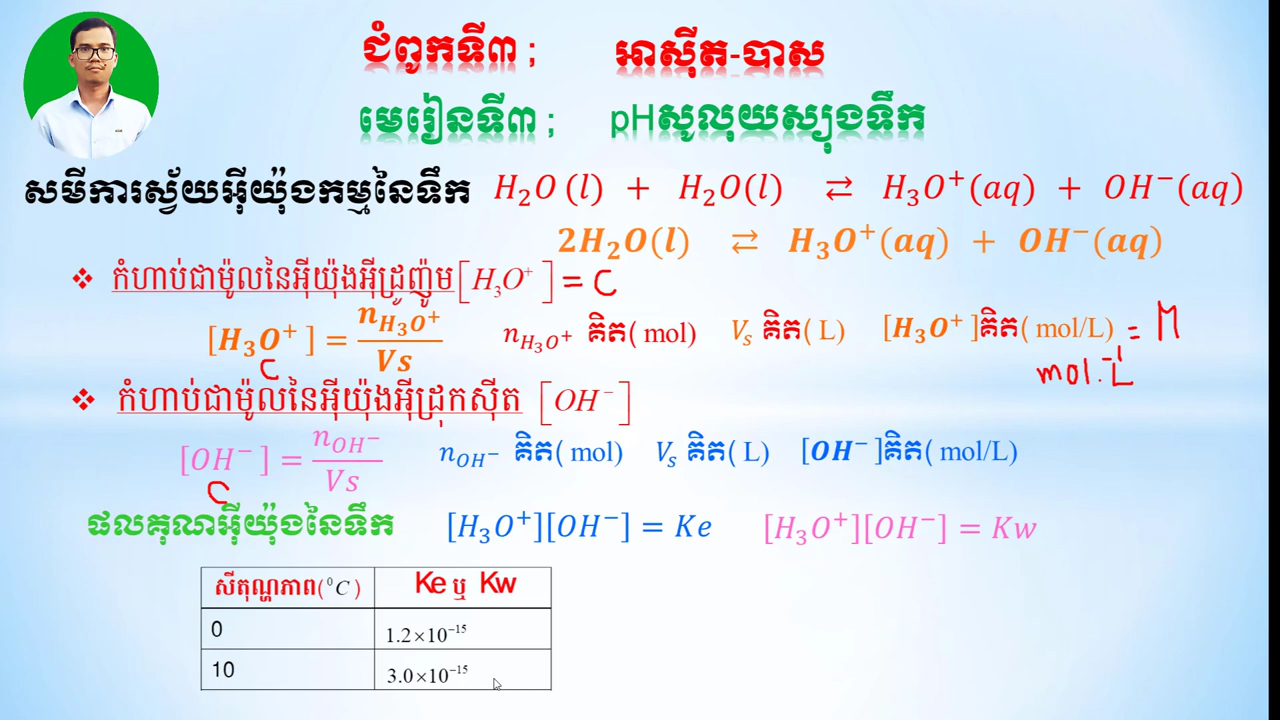 ជំពូកទី៣ ; អាស៊ីត-បាស
មេរៀនទី៣ ; pHសូលុយស្យុងទឹក
សមីការស្វ័យអ៊ីយ៉ុងកម្មនៃទឹក H₂O (l) + H₂O(l) ⇄ H₃O⁺(aq) + OH⁻(aq)
2H₂O(l) ⇄ H₃O⁺(aq) + OH⁻(aq)
❖ កំហាប់ជាម៉ូលនៃអ៊ីយ៉ុងអ៊ីដ្រូញ៉ូម [H₃O⁺] = C
[H₃O⁺] = n_H₃O⁺ / Vs n_H₃O⁺ គិត( mol) Vₛ គិត( L) [H₃O⁺]គិត( mol/L) = M
C mol.L⁻¹
❖ កំហាប់ជាម៉ូលនៃអ៊ីយ៉ុងអ៊ីដ្រុកស៊ីត [OH⁻]
[OH⁻] = n_OH⁻ / Vs n_OH⁻ គិត( mol) Vₛ គិត( L) [OH⁻]គិត( mol/L)
C
ផលគុណអ៊ីយ៉ុងនៃទឹក [H₃O⁺][OH⁻] = Ke [H₃O⁺][OH⁻] = Kw
សីតុណ្ហភាព(⁰C) Ke ឬ Kw
0 1.2×10⁻¹⁵
10 3.0×10⁻¹⁵